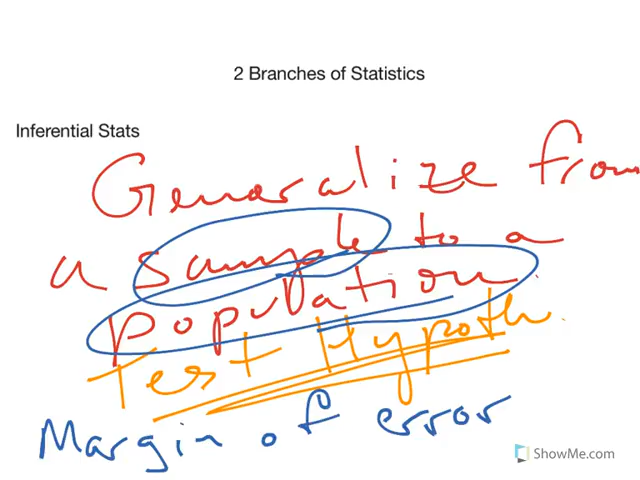 2 Branches of Statistics
Inferential Stats
Generalize from
a sample to a
population.
Test Hypoth.
Margin of error
ShowMe.com